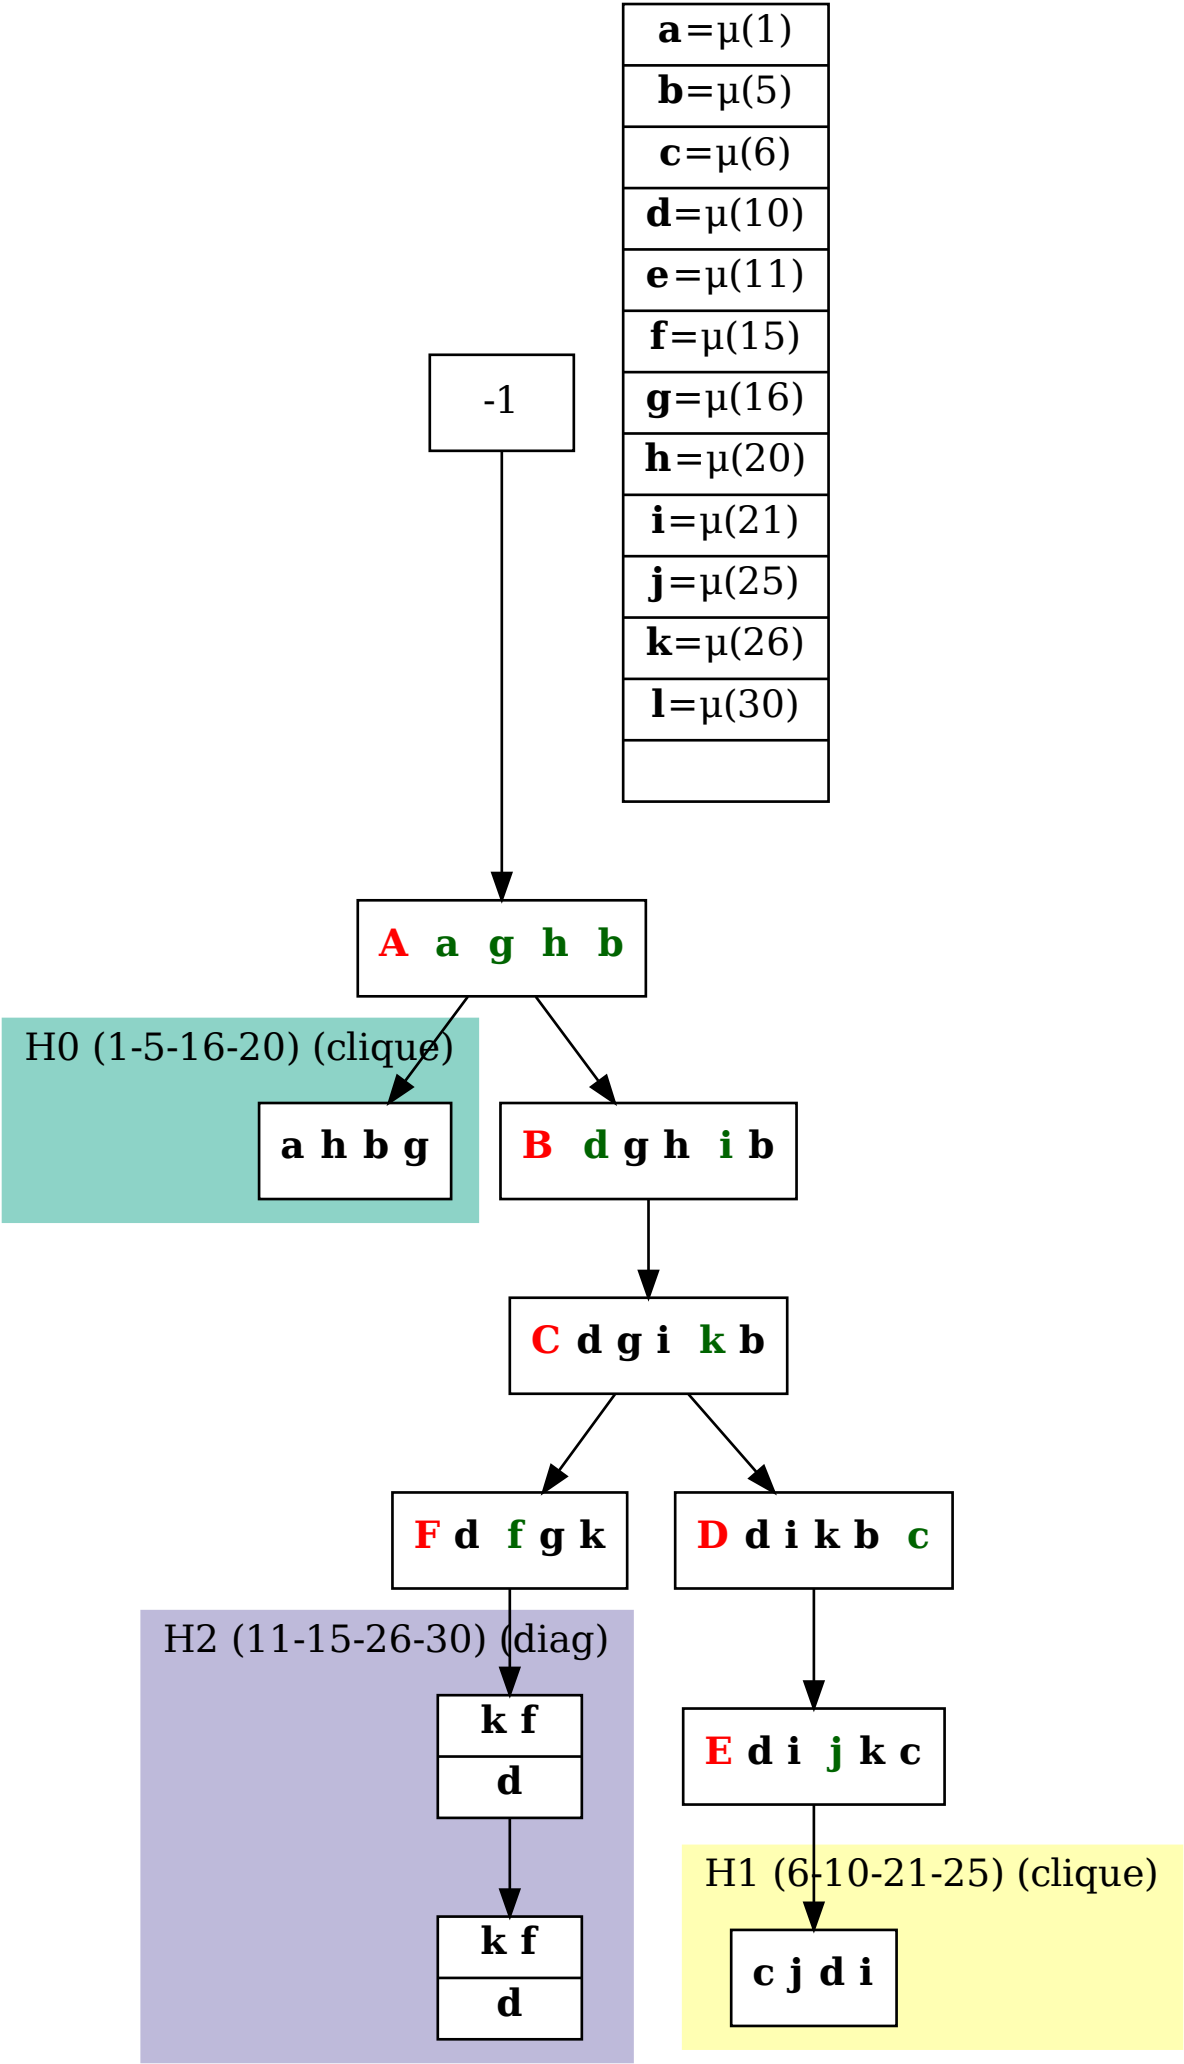 a=μ(1)
b=μ(5)
c=μ(6)
d=μ(10)
e=μ(11)
f=μ(15)
g=μ(16)
h=μ(20)
i=μ(21)
j=μ(25)
k=μ(26)
l=μ(30)
-1
A a g h b
H0 (1-5-16-20) (clique)
a h b g
B d g h i b
C d g i k b
F d f g k
D d i k b c
H2 (11-15-26-30) (diag)
k f
d
k f
d
E d i j k c
H1 (6-10-21-25) (clique)
c j d i